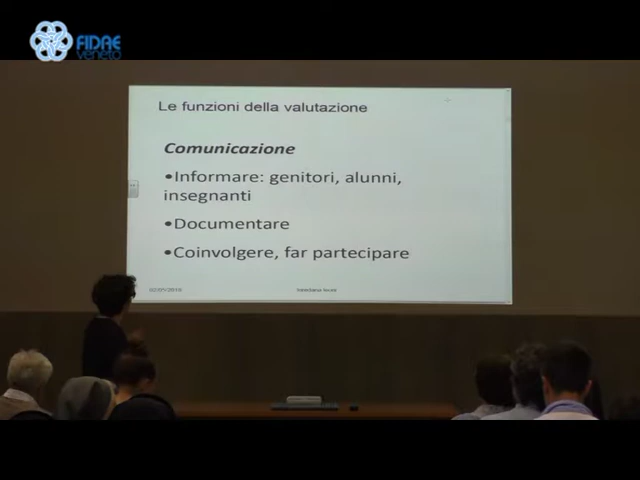 FIDAE
veneto
Le funzioni della valutazione
Comunicazione
•Informare: genitori, alunni,
insegnanti
•Documentare
•Coinvolgere, far partecipare